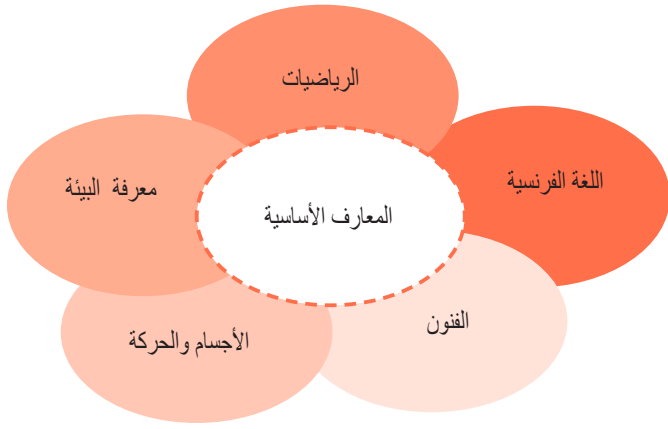 الرياضيات
اللغة الفرنسية
معرفة البيئة
المعارف الأساسية
الفنون
الأجسام والحركة